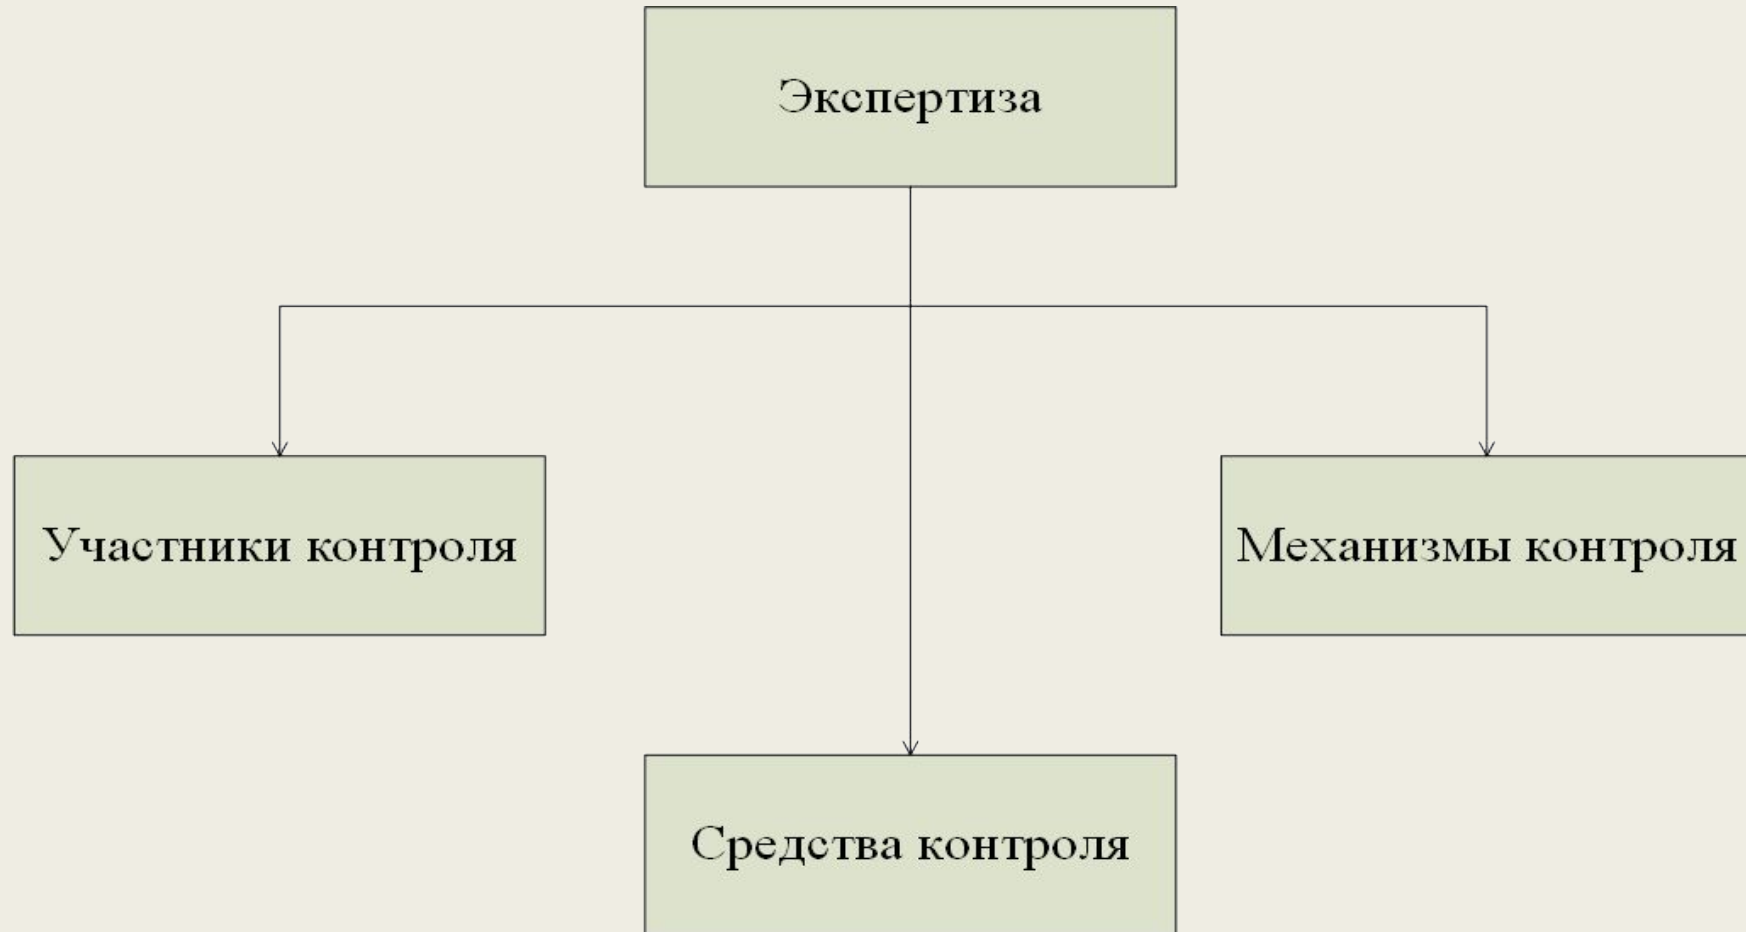 Экспертиза
Участники контроля
Механизмы контроля
Средства контроля